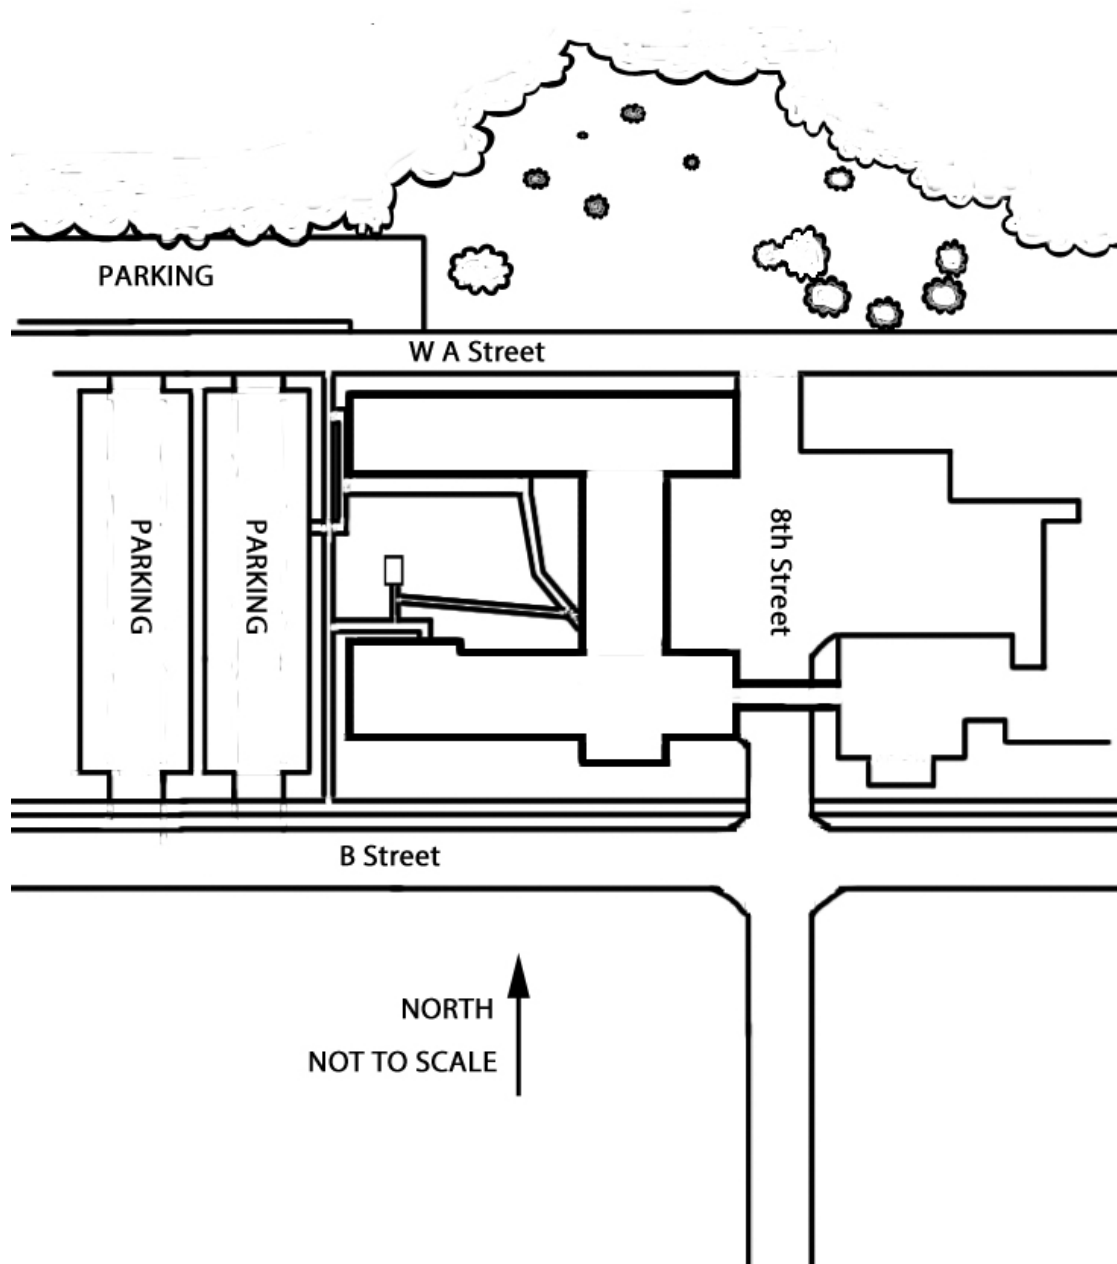 PARKING
W A Street
PARKING
PARKING
8th Street
B Street
NORTH
NOT TO SCALE